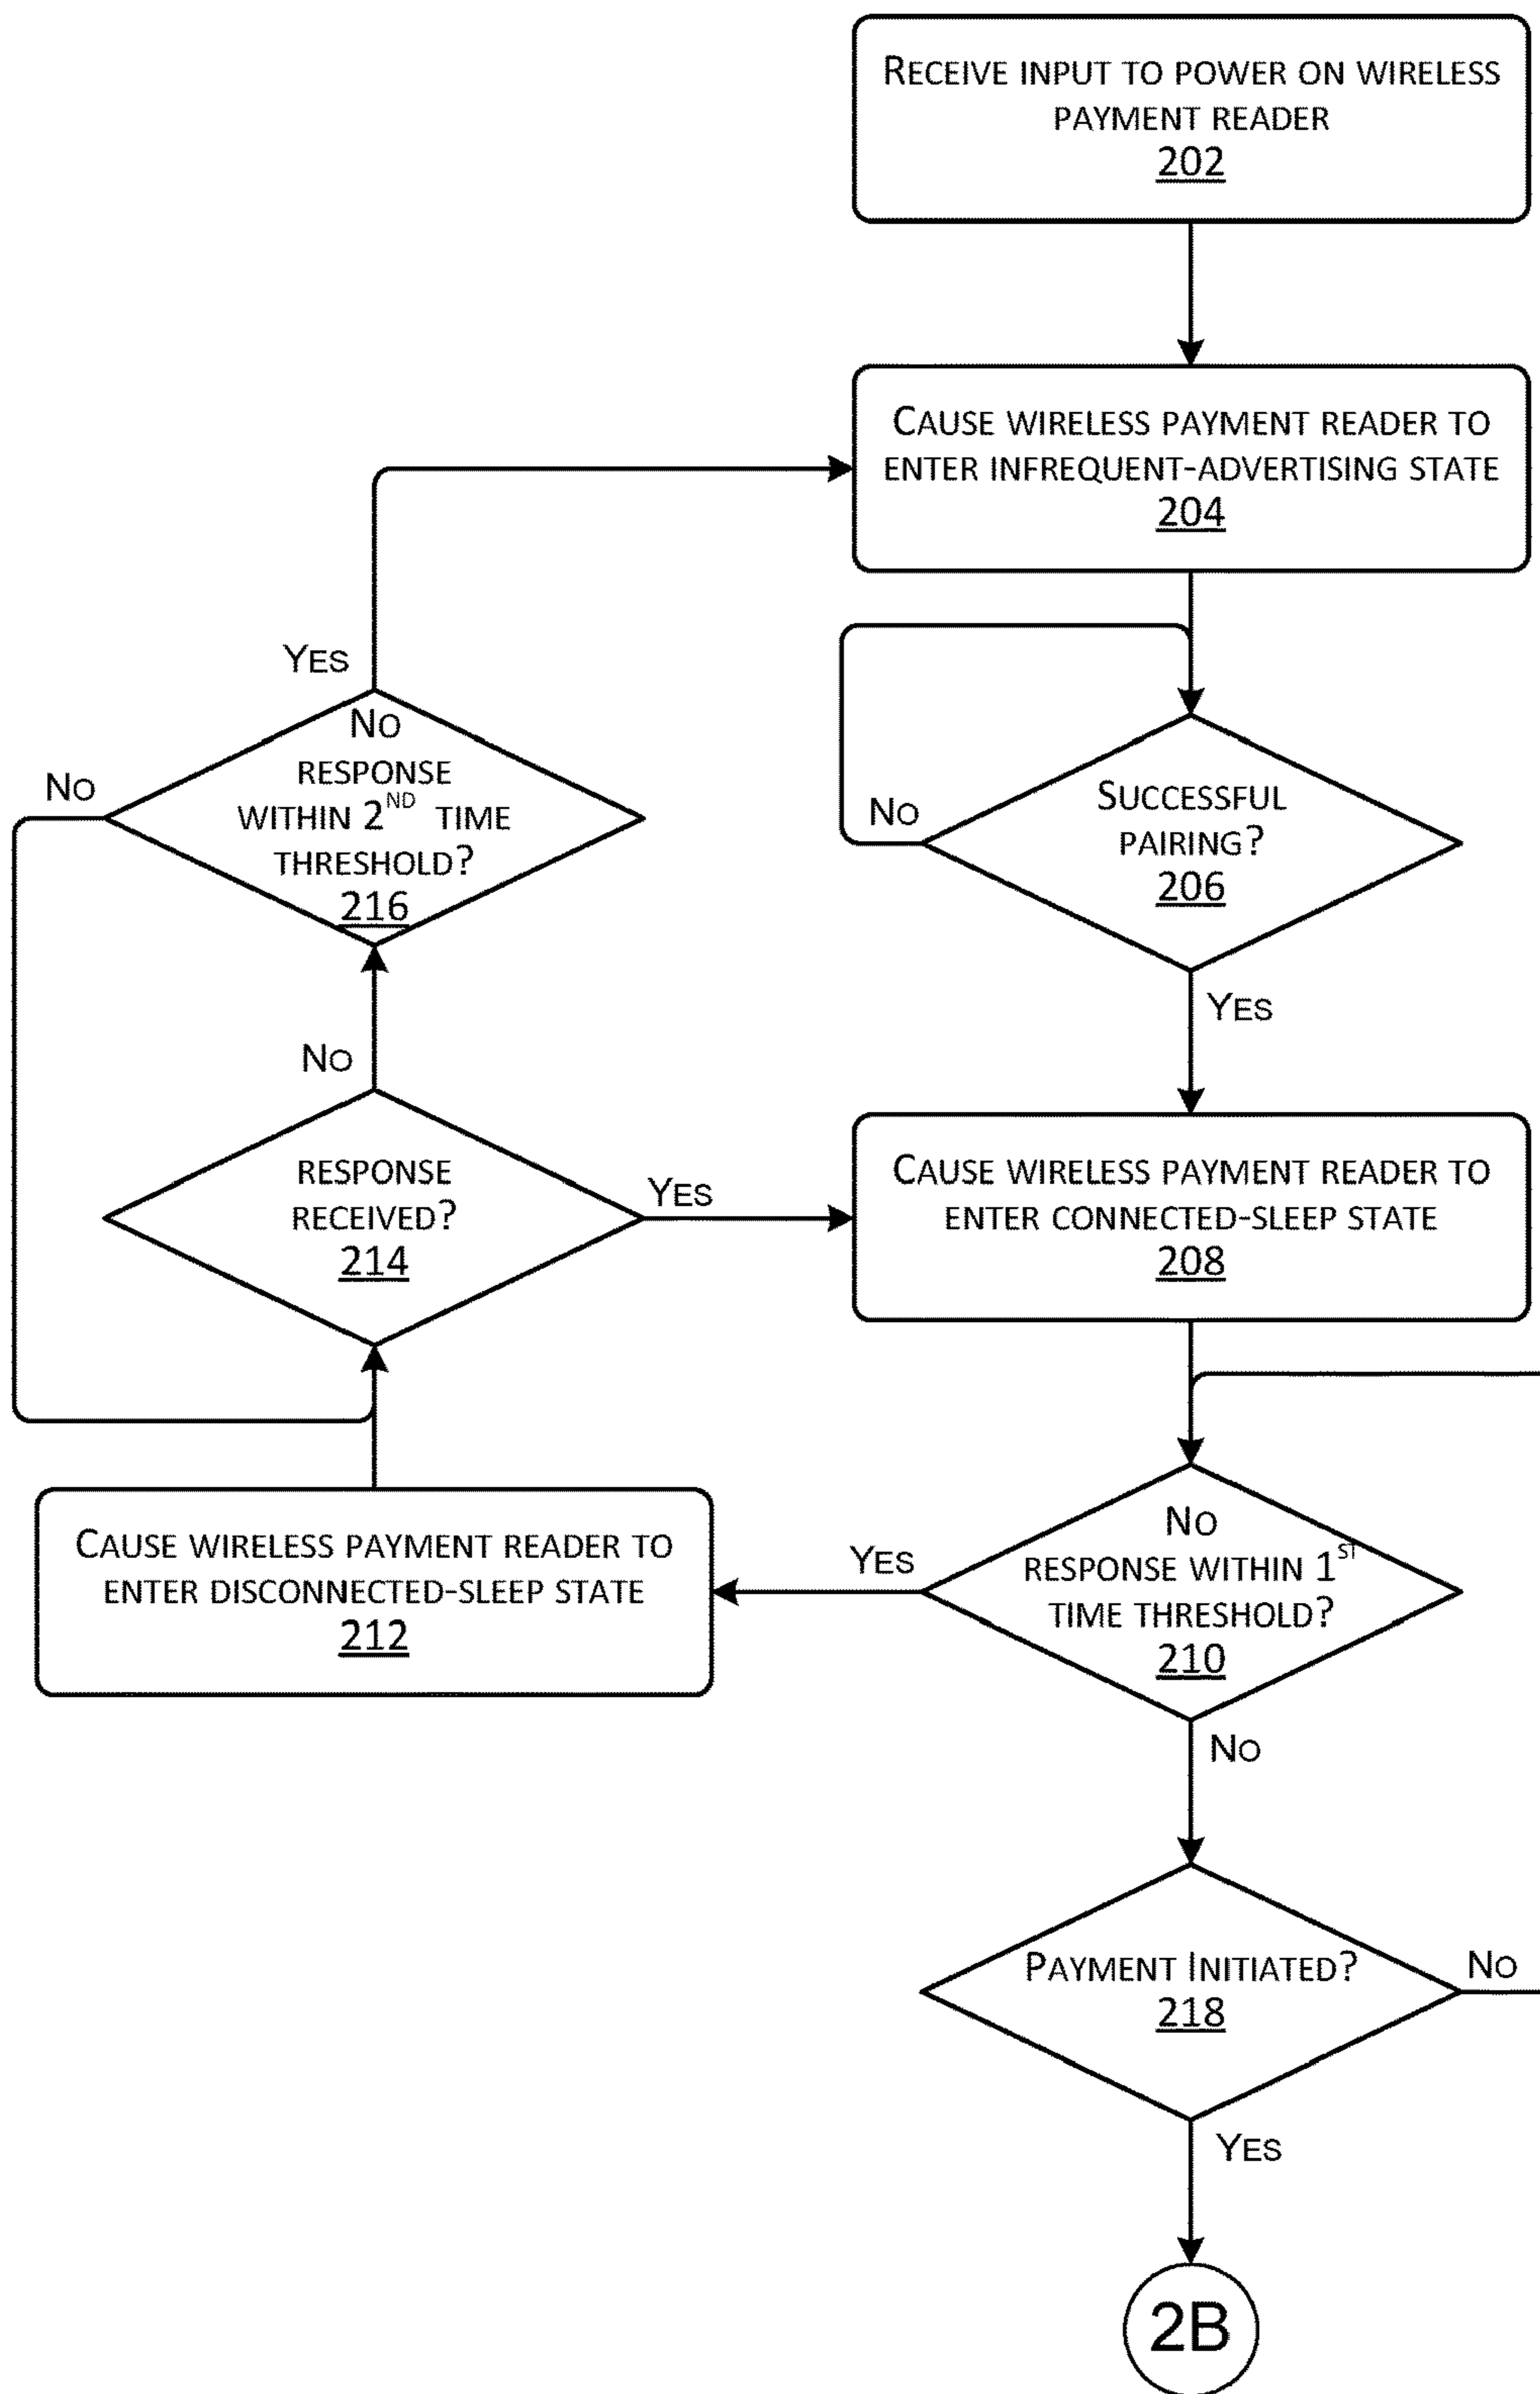 RECEIVE INPUT TO POWER ON WIRELESS
PAYMENT READER
202
CAUSE WIRELESS PAYMENT READER TO
ENTER INFREQUENT-ADVERTISING STATE
204
YES
NO
RESPONSE
WITHIN 2ND TIME
THRESHOLD?
216
NO
SUCCESSFUL
PAIRING?
206
NO
YES
NO
RESPONSE
RECEIVED?
214
YES
CAUSE WIRELESS PAYMENT READER TO
ENTER CONNECTED-SLEEP STATE
208
NO
RESPONSE WITHIN 1ST
TIME THRESHOLD?
210
YES
CAUSE WIRELESS PAYMENT READER TO
ENTER DISCONNECTED-SLEEP STATE
212
NO
PAYMENT INITIATED?
218
NO
YES
2B